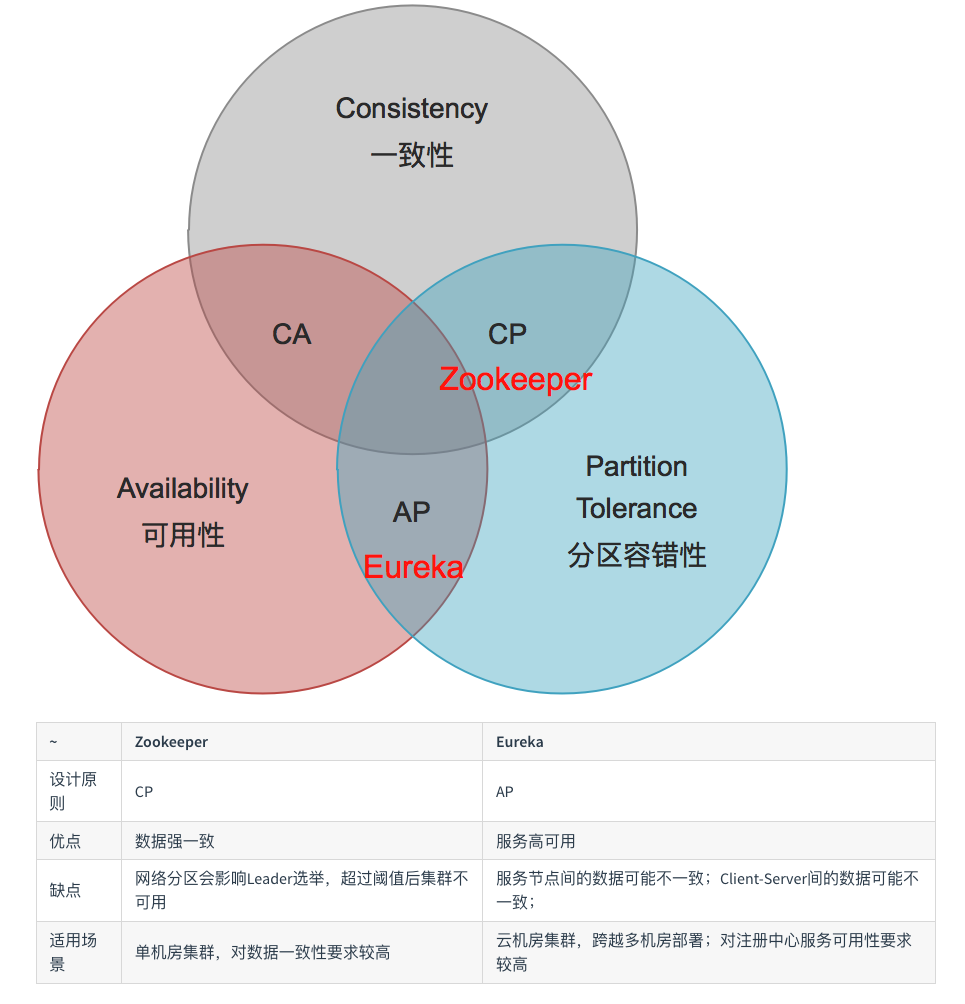 Consistency
一致性
CA
CP
Zookeeper
Availability
可用性
AP
Eureka
Partition
Tolerance
分区容错性
~ Zookeeper Eureka
设计原
则
CP
AP
优点 数据强一致 服务高可用
缺点
网络分区会影响Leader选举，超过阈值后集群不
可用
服务节点间的数据可能不一致；Client-Server间的数据可能不
一致；
适用场
景
单机房集群，对数据一致性要求较高
云机房集群，跨越多机房部署；对注册中心服务可用性要求
较高